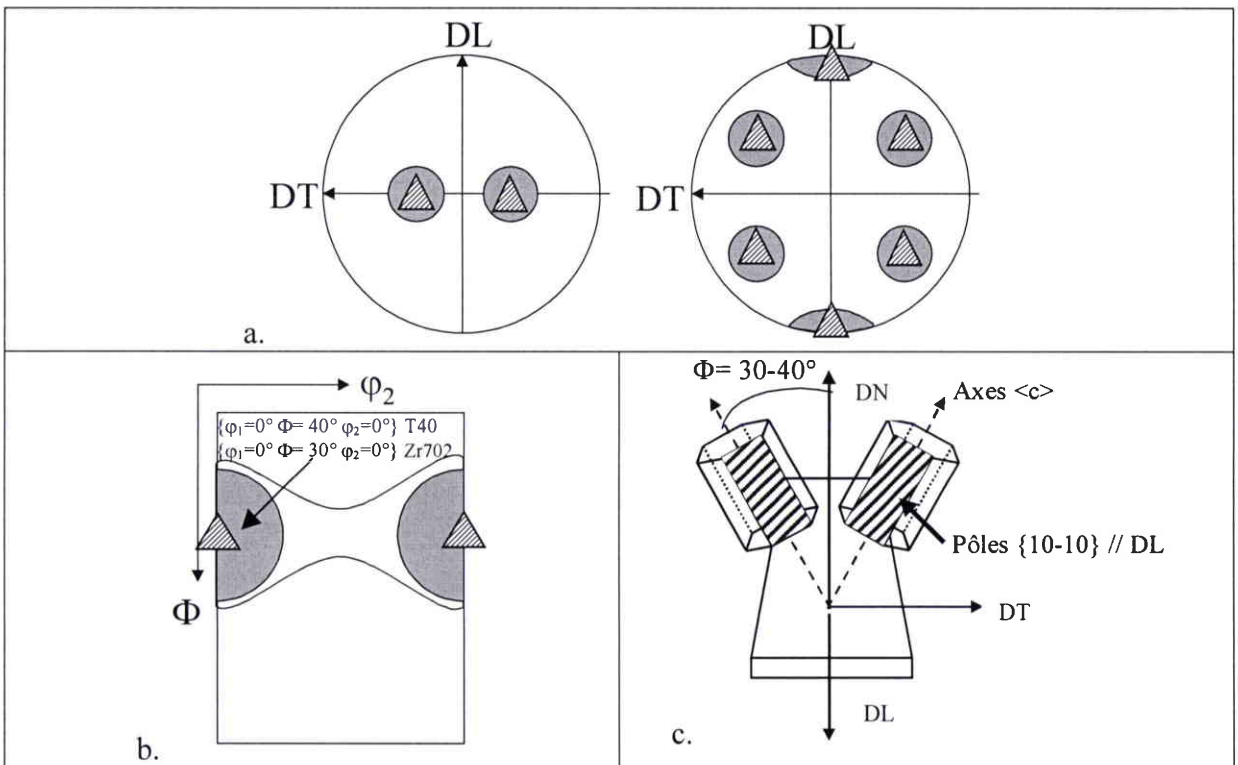 DL
DL
DT
DT
a.
φ₂
{φ₁=0° Φ= 40° φ₂=0°} T40
{φ₁=0° Φ= 30° φ₂=0°} Zr702
Φ
b.
Φ= 30-40°
DN
Axes <c>
Pôles {10-10} // DL
DT
DL
c.